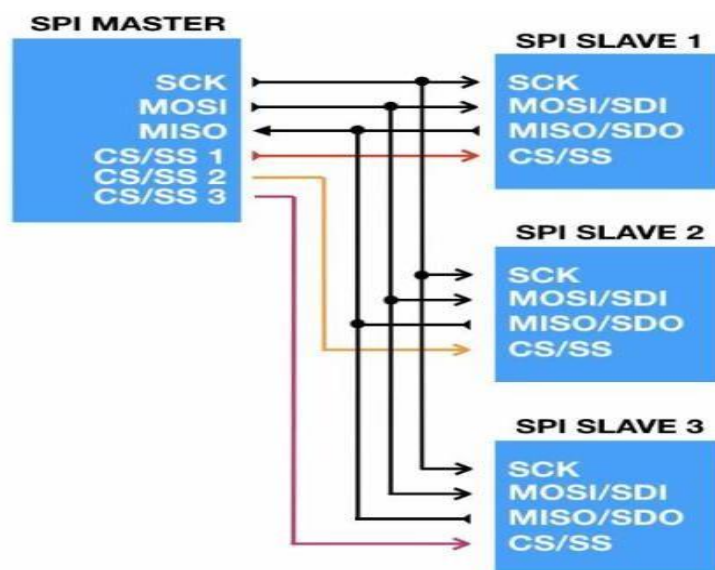 SPI MASTER
SCK
MOSI
MISO
CS/SS 1
CS/SS 2
CS/SS 3
SPI SLAVE 1
SCK
MOSI/SDI
MISO/SDO
CS/SS
SPI SLAVE 2
SCK
MOSI/SDI
MISO/SDO
CS/SS
SPI SLAVE 3
SCK
MOSI/SDI
MISO/SDO
CS/SS